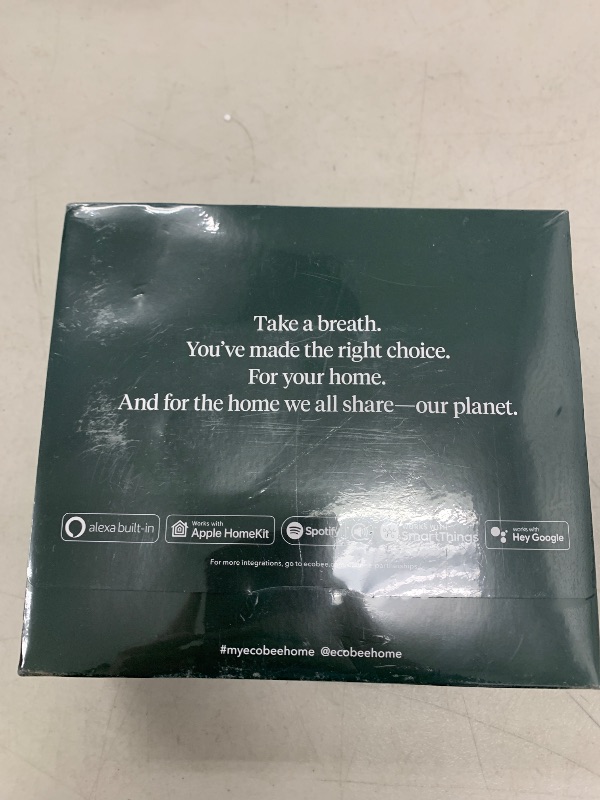 Take a breath.
You've made the right choice.
For your home.
And for the home we all share—our planet.
alexa built-in
Works with
Apple HomeKit
Spotify
works with
SmartThings
works with
Hey Google
For more integrations, go to
#myecobeehome @ecobeehome